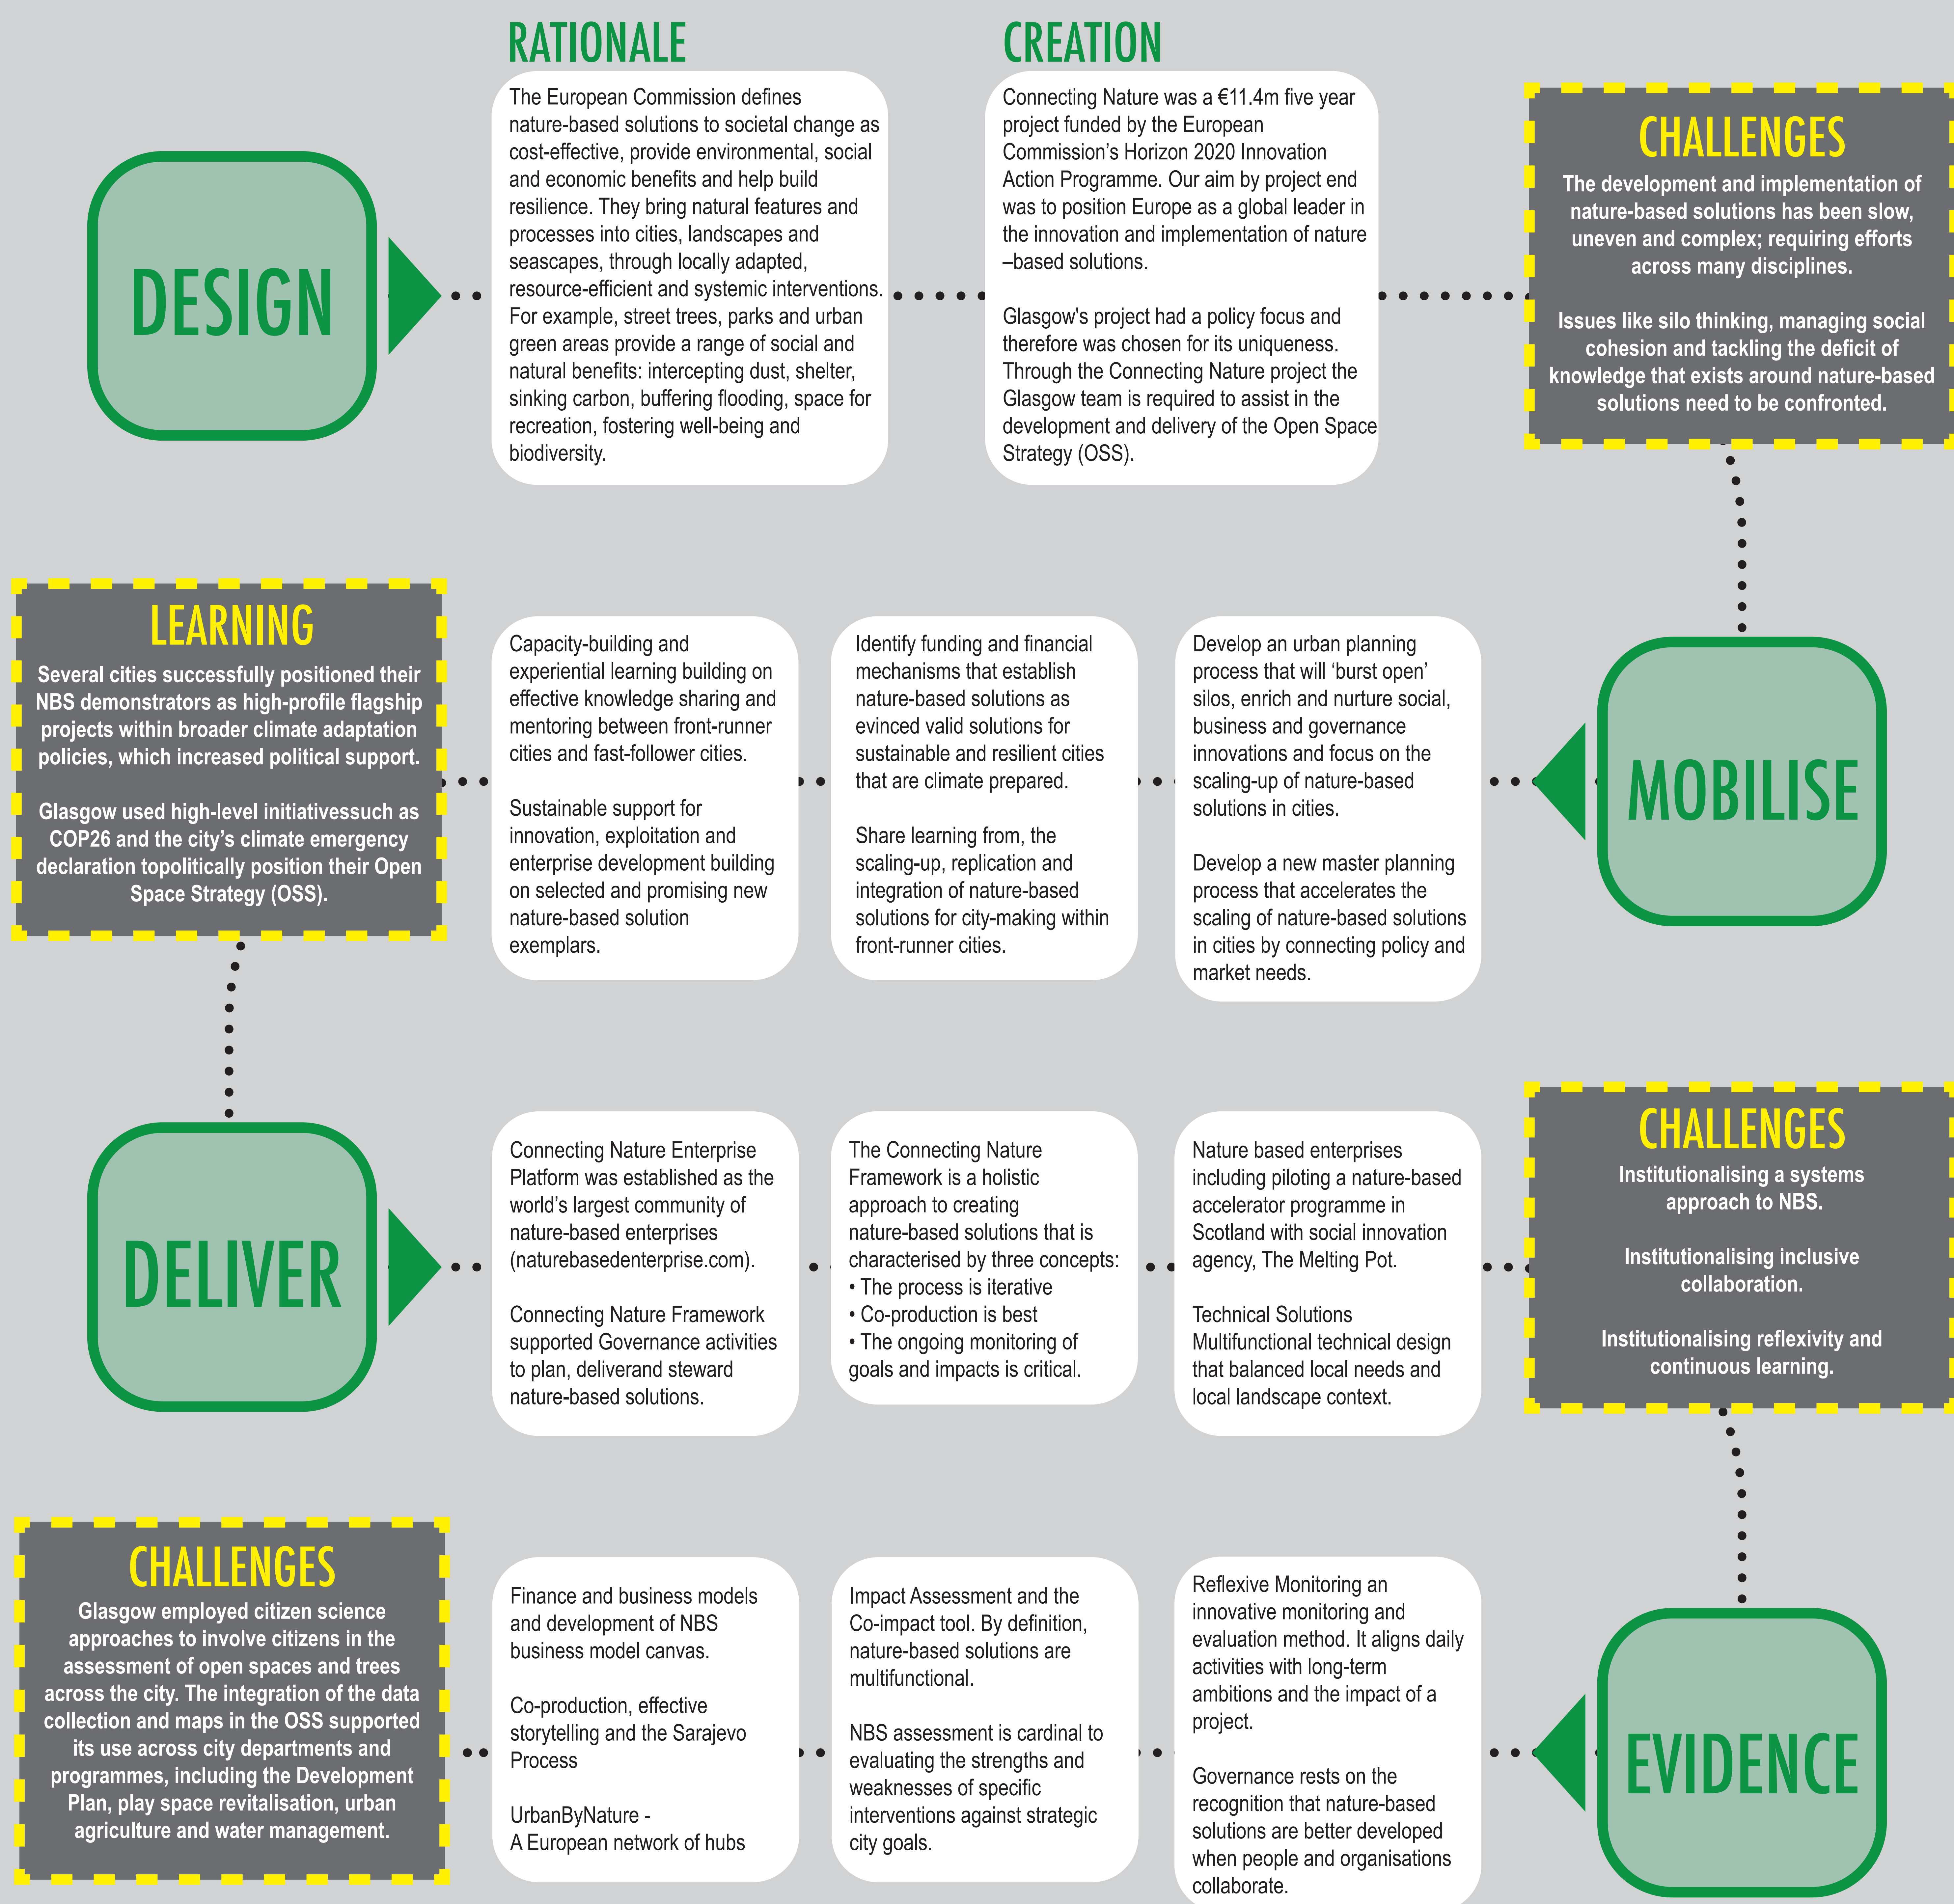 DESIGN
RATIONALE
The European Commission defines
nature-based solutions to societal change as
cost-effective, provide environmental, social
and economic benefits and help build
resilience. They bring natural features and
processes into cities, landscapes and
seascapes, through locally adapted,
resource-efficient and systemic interventions.
For example, street trees, parks and urban
green areas provide a range of social and
natural benefits: intercepting dust, shelter,
sinking carbon, buffering flooding, space for
recreation, fostering well-being and
biodiversity.
CREATION
Connecting Nature was a €11.4m five year
project funded by the European
Commission’s Horizon 2020 Innovation
Action Programme. Our aim by project end
was to position Europe as a global leader in
the innovation and implementation of nature
–based solutions.
Glasgow's project had a policy focus and
therefore was chosen for its uniqueness.
Through the Connecting Nature project the
Glasgow team is required to assist in the
development and delivery of the Open Space
Strategy (OSS).
CHALLENGES
The development and implementation of
nature-based solutions has been slow,
uneven and complex; requiring efforts
across many disciplines.
Issues like silo thinking, managing social
cohesion and tackling the deficit of
knowledge that exists around nature-based
solutions need to be confronted.
MOBILISE
Develop an urban planning
process that will ‘burst open’
silos, enrich and nurture social,
business and governance
innovations and focus on the
scaling-up of nature-based
solutions in cities.
Develop a new master planning
process that accelerates the
scaling of nature-based solutions
in cities by connecting policy and
market needs.
Identify funding and financial
mechanisms that establish
nature-based solutions as
evinced valid solutions for
sustainable and resilient cities
that are climate prepared.
Share learning from, the
scaling-up, replication and
integration of nature-based
solutions for city-making within
front-runner cities.
Capacity-building and
experiential learning building on
effective knowledge sharing and
mentoring between front-runner
cities and fast-follower cities.
Sustainable support for
innovation, exploitation and
enterprise development building
on selected and promising new
nature-based solution
exemplars.
LEARNING
Several cities successfully positioned their
NBS demonstrators as high-profile flagship
projects within broader climate adaptation
policies, which increased political support.
Glasgow used high-level initiativessuch as
COP26 and the city’s climate emergency
declaration topolitically position their Open
Space Strategy (OSS).
DELIVER
Connecting Nature Enterprise
Platform was established as the
world’s largest community of
nature-based enterprises
(naturebasedenterprise.com).
Connecting Nature Framework
supported Governance activities
to plan, deliverand steward
nature-based solutions.
The Connecting Nature
Framework is a holistic
approach to creating
nature-based solutions that is
characterised by three concepts:
• The process is iterative
• Co-production is best
• The ongoing monitoring of
goals and impacts is critical.
Nature based enterprises
including piloting a nature-based
accelerator programme in
Scotland with social innovation
agency, The Melting Pot.
Technical Solutions
Multifunctional technical design
that balanced local needs and
local landscape context.
CHALLENGES
Institutionalising a systems
approach to NBS.
Institutionalising inclusive
collaboration.
Institutionalising reflexivity and
continuous learning.
EVIDENCE
Reflexive Monitoring an
innovative monitoring and
evaluation method. It aligns daily
activities with long-term
ambitions and the impact of a
project.
Governance rests on the
recognition that nature-based
solutions are better developed
when people and organisations
collaborate.
Impact Assessment and the
Co-impact tool. By definition,
nature-based solutions are
multifunctional.
NBS assessment is cardinal to
evaluating the strengths and
weaknesses of specific
interventions against strategic
city goals.
Finance and business models
and development of NBS
business model canvas.
Co-production, effective
storytelling and the Sarajevo
Process
UrbanByNature -
A European network of hubs
CHALLENGES
Glasgow employed citizen science
approaches to involve citizens in the
assessment of open spaces and trees
across the city. The integration of the data
collection and maps in the OSS supported
its use across city departments and
programmes, including the Development
Plan, play space revitalisation, urban
agriculture and water management.